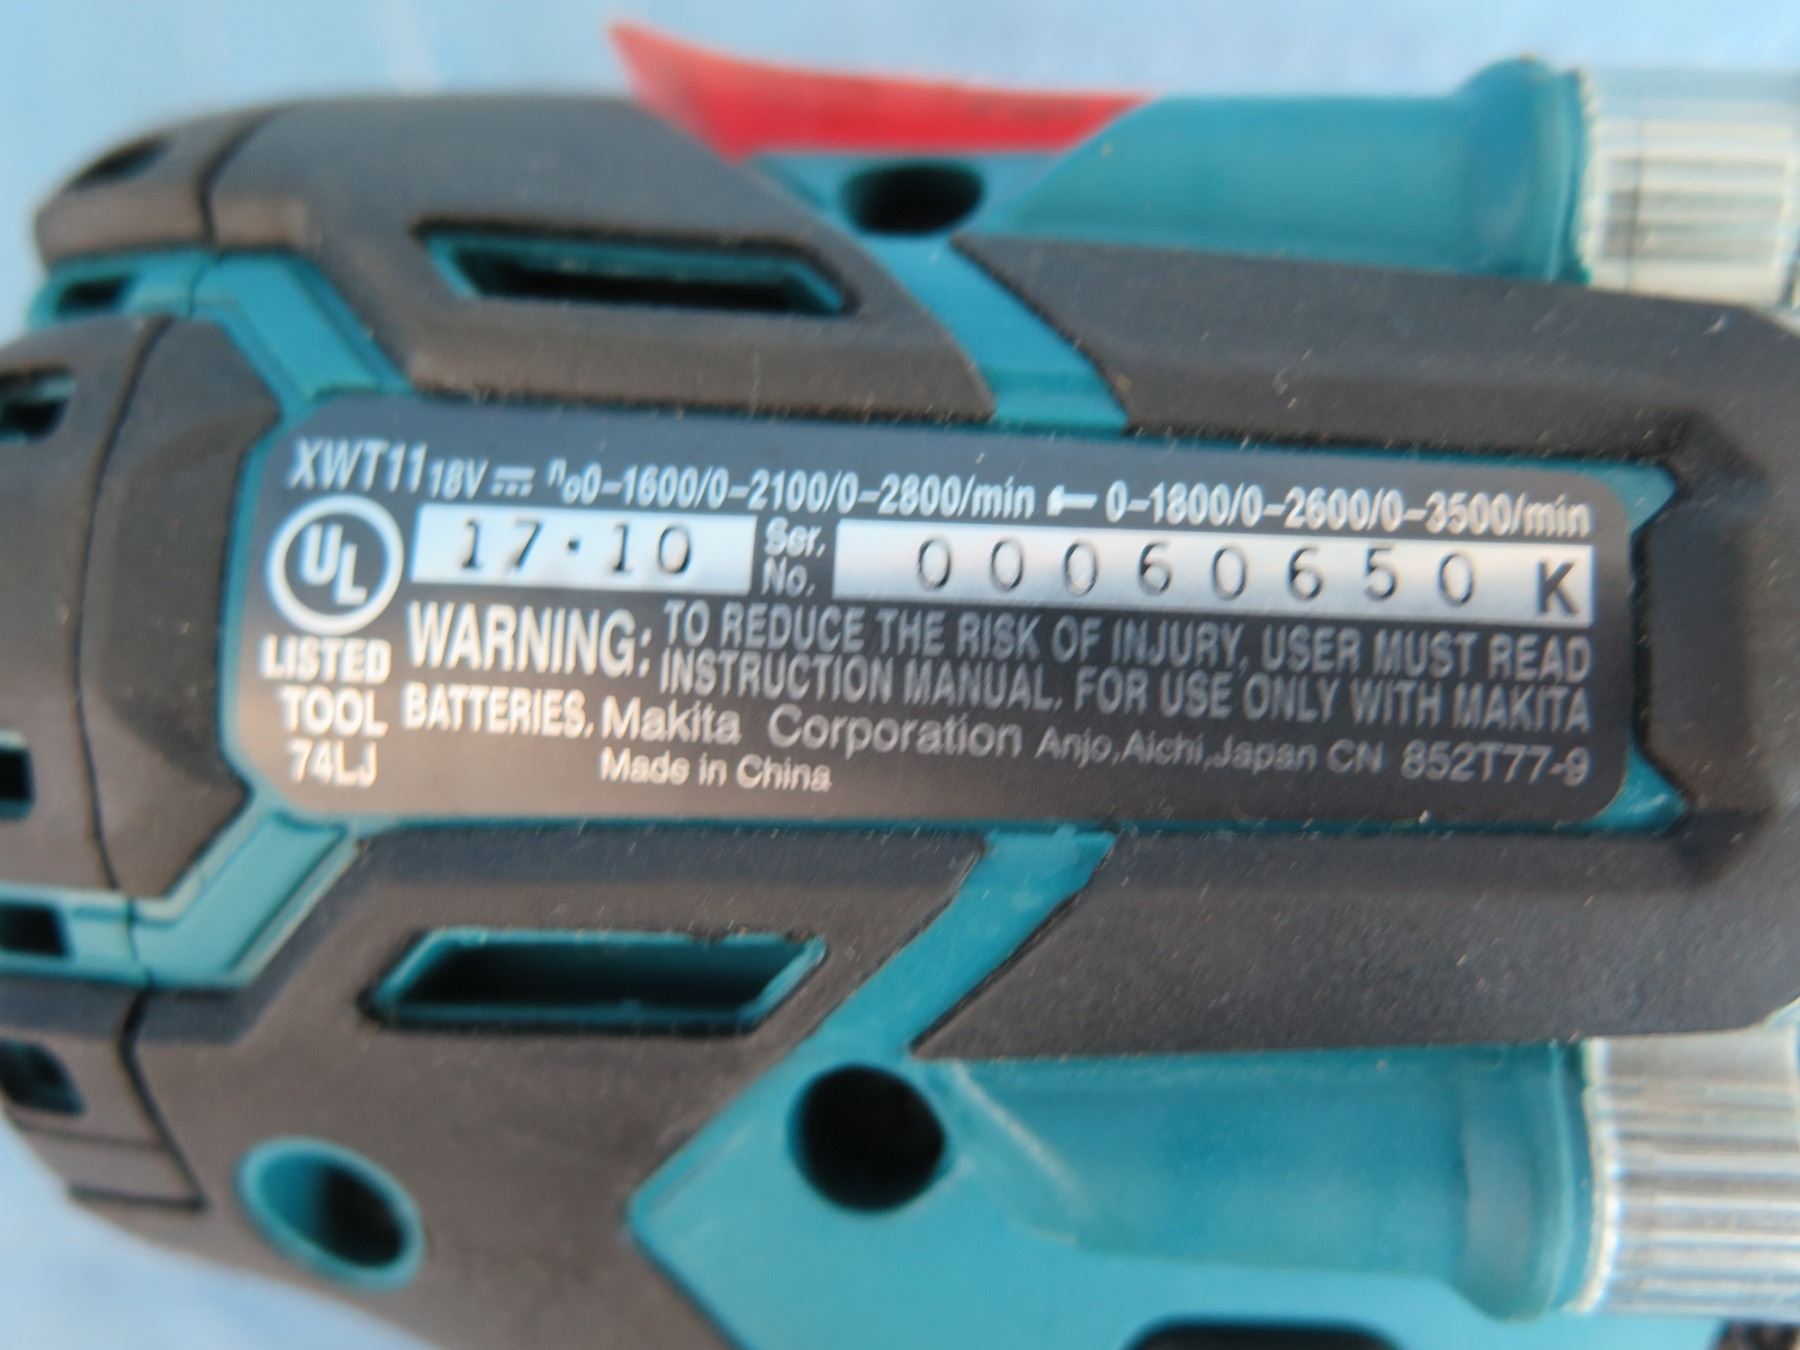 XWT11 18V ⎓ n₀0-1600/0-2100/0-2800/min 0-1800/0-2600/0-3500/min
UL 17·10 Ser. No. 00060650 K
LISTED WARNING: TO REDUCE THE RISK OF INJURY, USER MUST READ
INSTRUCTION MANUAL. FOR USE ONLY WITH MAKITA
TOOL BATTERIES. Makita Corporation Anjo,Aichi,Japan CN 852T77-9
74LJ Made in China